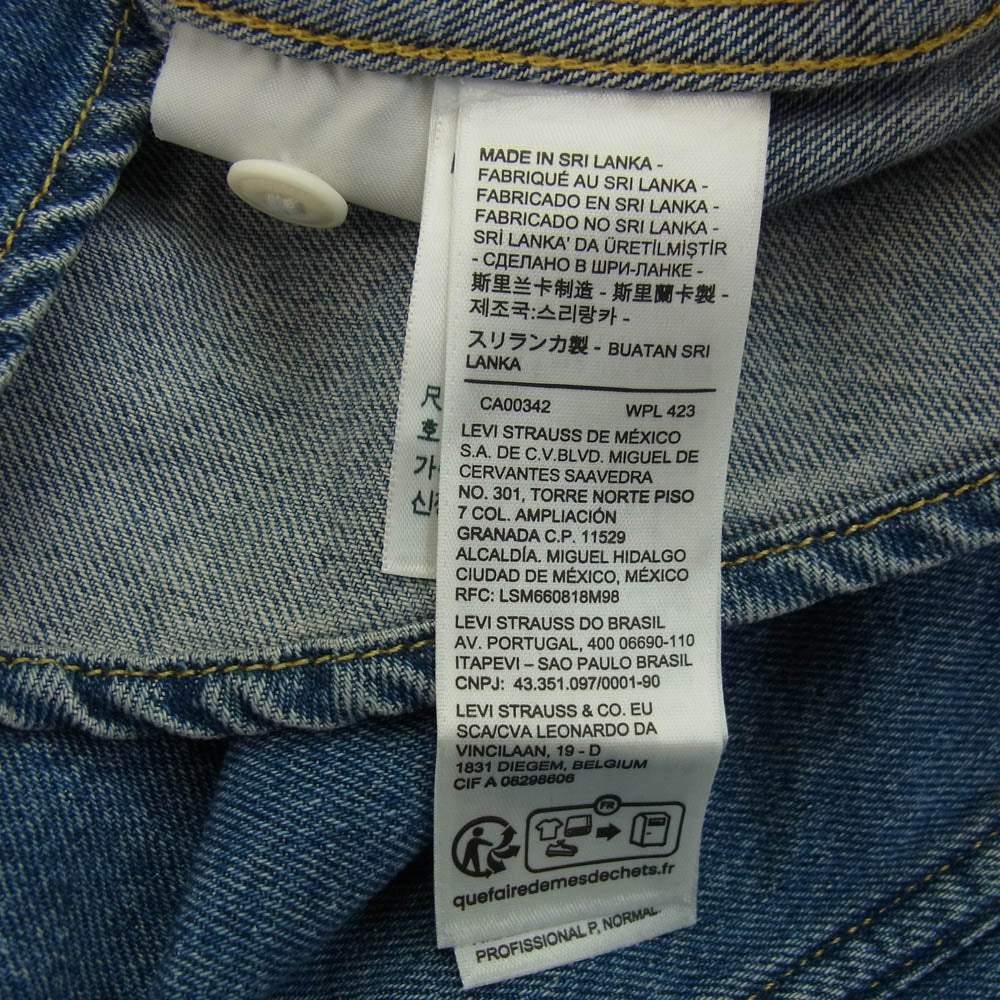 MADE IN SRI LANKA -
FABRIQUÉ AU SRI LANKA -
FABRICADO EN SRI LANKA -
FABRICADO NO SRI LANKA -
SRİ LANKA' DA ÜRETİLMİŞTİR
- СДЕЛАНО В ШРИ-ЛАНКЕ -
斯里兰卡制造 - 斯里蘭卡製 -
제조국:스리랑카 -
スリランカ製 - BUATAN SRI
LANKA
CA00342 WPL 423
LEVI STRAUSS DE MÉXICO
S.A. DE C.V.BLVD. MIGUEL DE
CERVANTES SAAVEDRA
NO. 301, TORRE NORTE PISO
7 COL. AMPLIACIÓN
GRANADA C.P. 11529
ALCALDÍA. MIGUEL HIDALGO
CIUDAD DE MÉXICO, MÉXICO
RFC: LSM660818M98
LEVI STRAUSS DO BRASIL
AV. PORTUGAL, 400 06690-110
ITAPEVI – SAO PAULO BRASIL
CNPJ: 43.351.097/0001-90
LEVI STRAUSS & CO. EU
SCA/CVA LEONARDO DA
VINCILAAN, 19 - D
1831 DIEGEM, BELGIUM
CIF A 08298606
FR
quefairedemesdechets.fr
PROFESSIONAL P, NORMAL.
尺
호
가
신